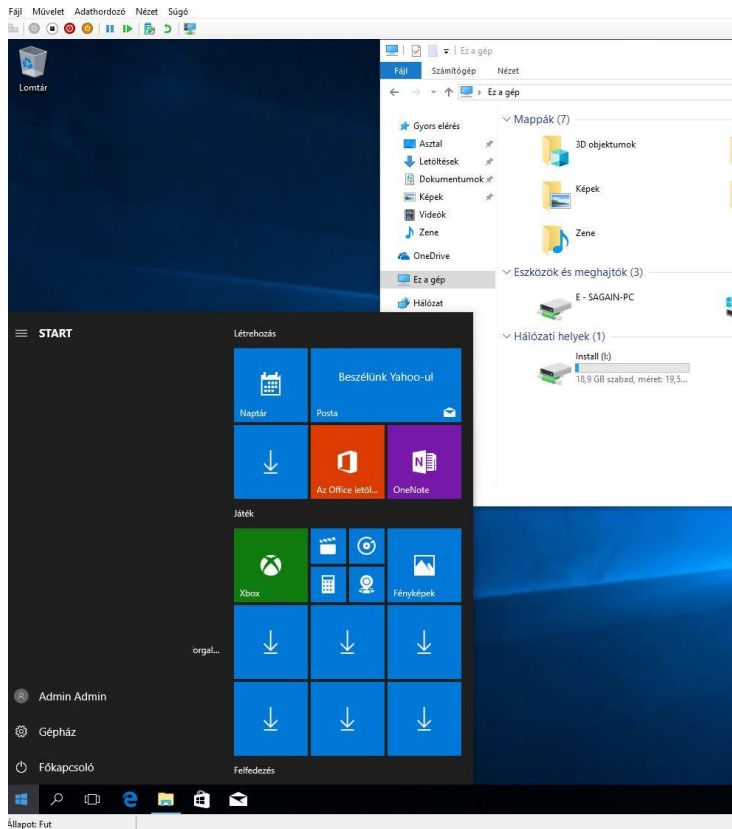 Fájl Művelet Adathordozó Nézet Súgó
Lomtár
Ez a gép
Fájl Számítógép Nézet
Ez a gép
Gyors elérés
Asztal
Letöltések
Dokumentumok
Képek
Videók
Zene
OneDrive
Ez a gép
Hálózat
Mappák (7)
3D objektumok
Képek
Zene
Eszközök és meghajtók (3)
E - SAGAIN-PC
Hálózati helyek (1)
Install (I:)
18,9 GB szabad, méret: 19,5...
START
Létrehozás
Naptár
Beszélünk Yahoo-ul
Posta
Az Office letöl...
OneNote
Játék
Xbox
Fényképek
orgal...
Admin Admin
Gépház
Főkapcsoló
Felfedezés
Állapot: Fut